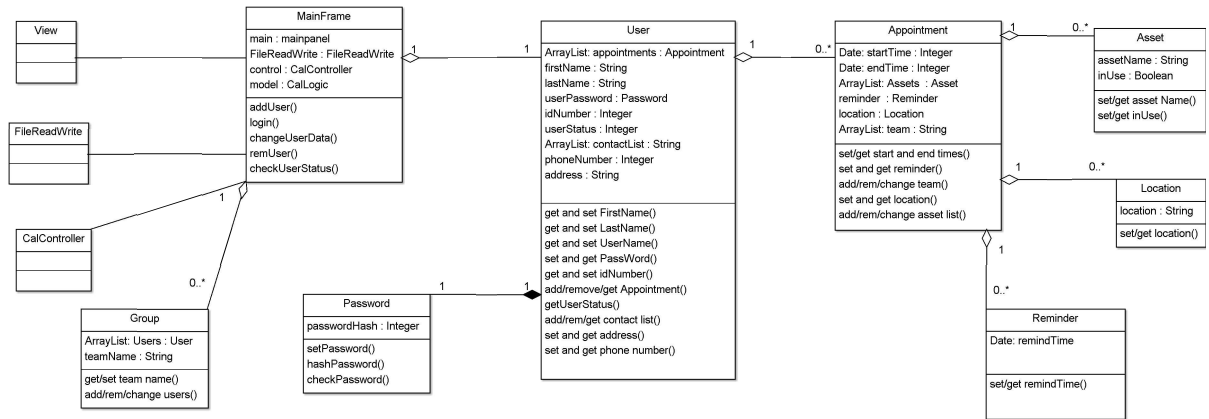 View
FileReadWrite
CalController
MainFrame
main : mainpanel
FileReadWrite : FileReadWrite
control : CalController
model : CalLogic
addUser()
login()
changeUserData()
remUser()
checkUserStatus()
1
1
1
0..*
Group
ArrayList: Users : User
teamName : String
get/set team name()
add/rem/change users()
User
ArrayList: appointments : Appointment
firstName : String
lastName : String
userPassword : Password
idNumber : Integer
userStatus : Integer
ArrayList: contactList : String
phoneNumber : Integer
address : String
get and set FirstName()
get and set LastName()
get and set UserName()
set and get PassWord()
get and set idNumber()
add/remove/get Appointment()
getUserStatus()
add/rem/get contact list()
set and get address()
set and get phone number()
1
1
Password
passwordHash : Integer
setPassword()
hashPassword()
checkPassword()
1
0..*
Appointment
Date: startTime : Integer
Date: endTime : Integer
ArrayList: Assets : Asset
reminder : Reminder
location : Location
ArrayList: team : String
set/get start and end times()
set and get reminder()
add/rem/change team()
set and get location()
add/rem/change asset list()
1
0..*
Asset
assetName : String
inUse : Boolean
set/get asset Name()
set/get inUse()
1
0..*
Location
location : String
set/get location()
1
0..*
Reminder
Date: remindTime
set/get remindTime()